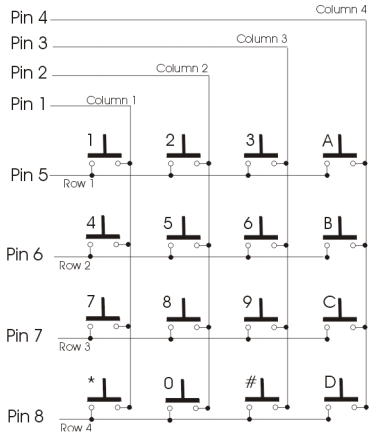 Column 4
Pin 4
Pin 3
Column 3
Pin 2
Column 2
Pin 1
Column 1
1 2 3 A
Pin 5
Row 1
4 5 6 B
Pin 6
Row 2
7 8 9 C
Pin 7
Row 3
* 0 # D
Pin 8
Row 4